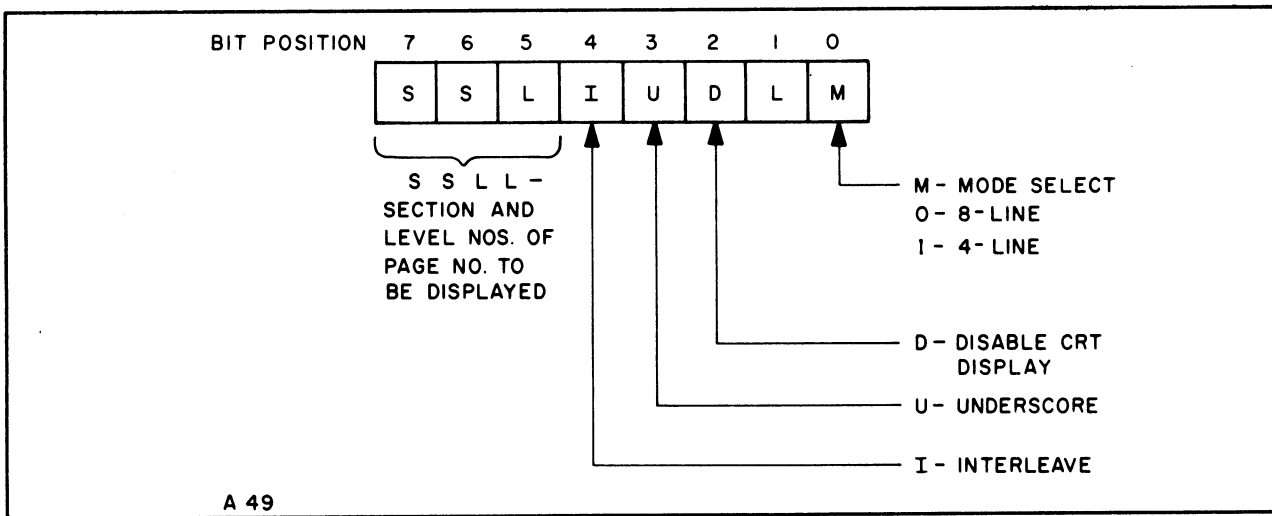 BIT POSITION 7 6 5 4 3 2 1 0
S S L I U D L M
S S L L -
SECTION AND
LEVEL NOS. OF
PAGE NO. TO
BE DISPLAYED
M - MODE SELECT
0 - 8-LINE
1 - 4-LINE
D - DISABLE CRT
DISPLAY
U - UNDERSCORE
I - INTERLEAVE
A 49